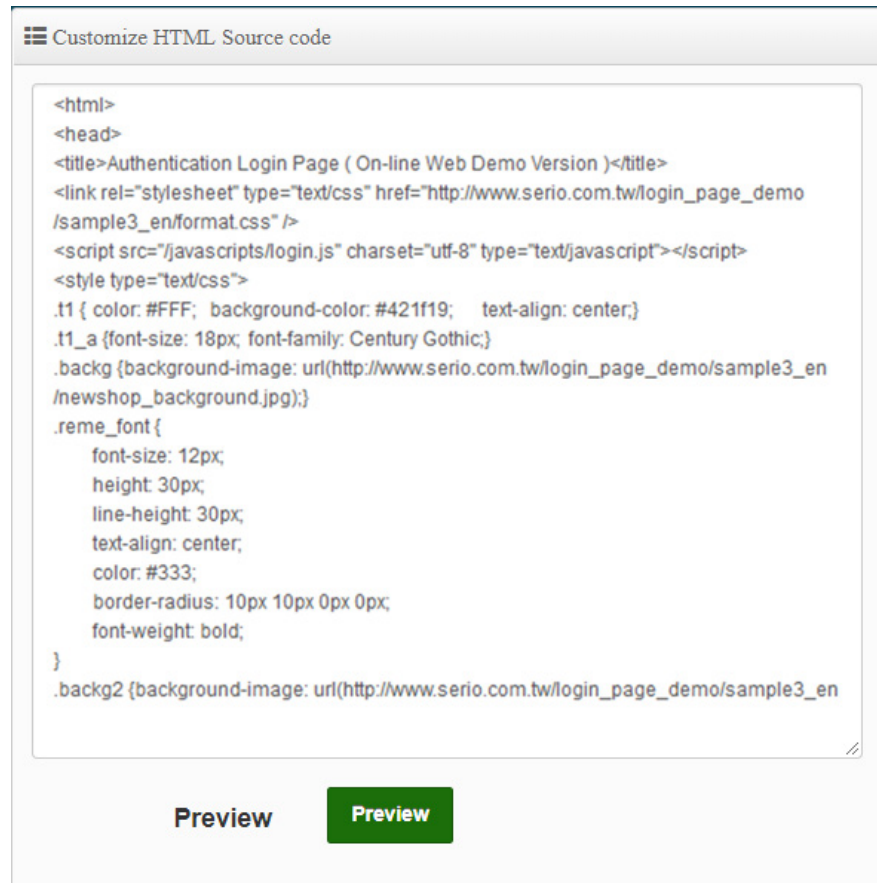 Customize HTML Source code
<html>
<head>
<title>Authentication Login Page ( On-line Web Demo Version )</title>
<link rel="stylesheet" type="text/css" href="http://www.serio.com.tw/login_page_demo
/sample3_en/format.css" />
<script src="/javascripts/login.js" charset="utf-8" type="text/javascript"></script>
<style type="text/css">
.t1 { color: #FFF;   background-color: #421f19;     text-align: center;}
.t1_a {font-size: 18px;  font-family: Century Gothic;}
.backg {background-image: url(http://www.serio.com.tw/login_page_demo/sample3_en
/newshop_background.jpg);}
.reme_font {
font-size: 12px;
height: 30px;
line-height: 30px;
text-align: center;
color: #333;
border-radius: 10px 10px 0px 0px;
font-weight: bold;
}
.backg2 {background-image: url(http://www.serio.com.tw/login_page_demo/sample3_en
Preview Preview